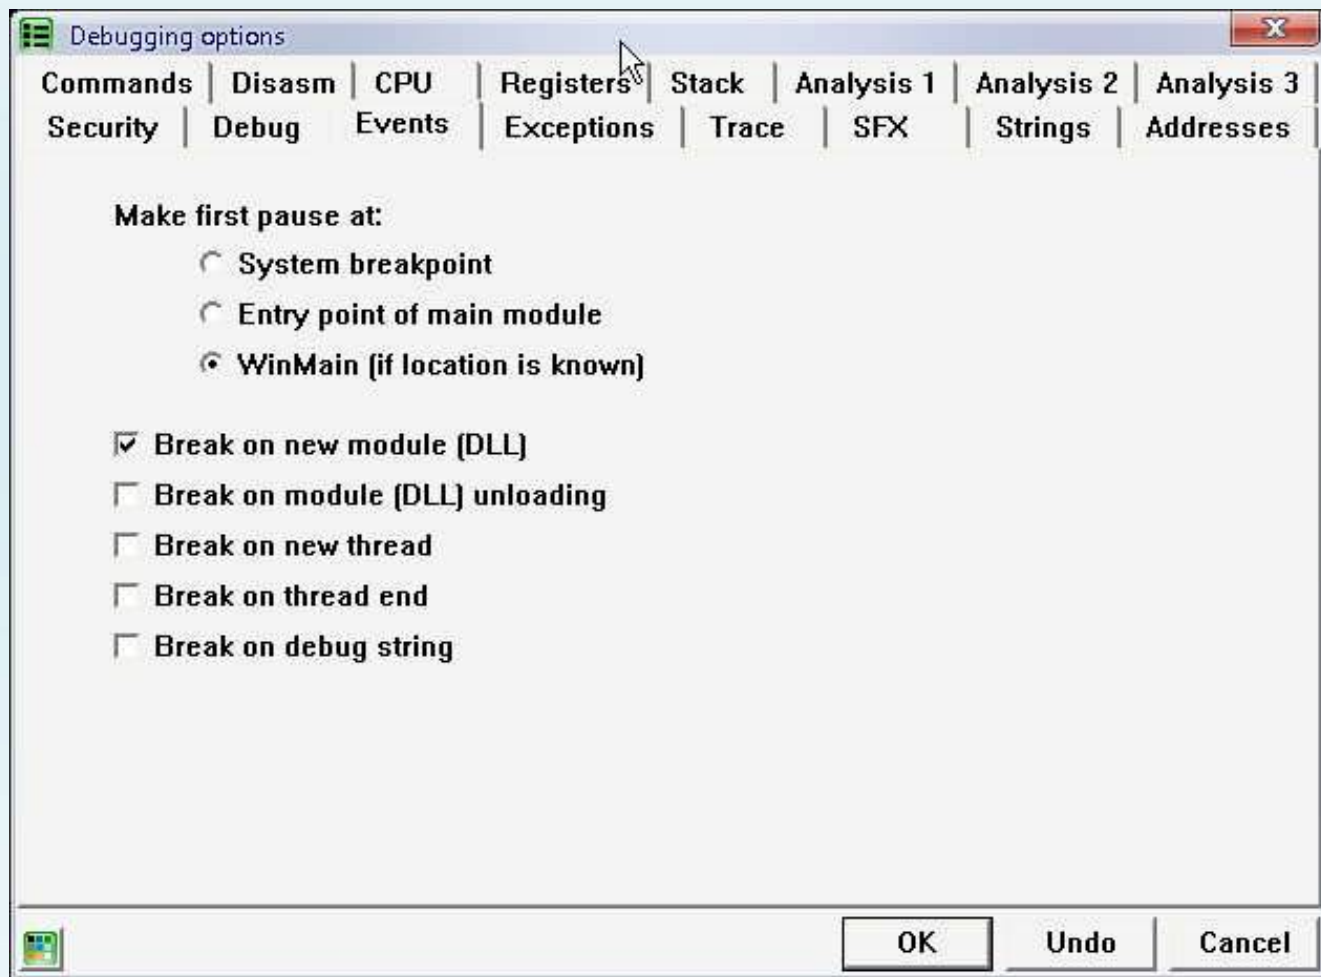 Debugging options
Commands Disasm CPU Registers Stack Analysis 1 Analysis 2 Analysis 3
Security Debug Events Exceptions Trace SFX Strings Addresses
Make first pause at:
System breakpoint
Entry point of main module
WinMain (if location is known)
Break on new module (DLL)
Break on module (DLL) unloading
Break on new thread
Break on thread end
Break on debug string
OK Undo Cancel